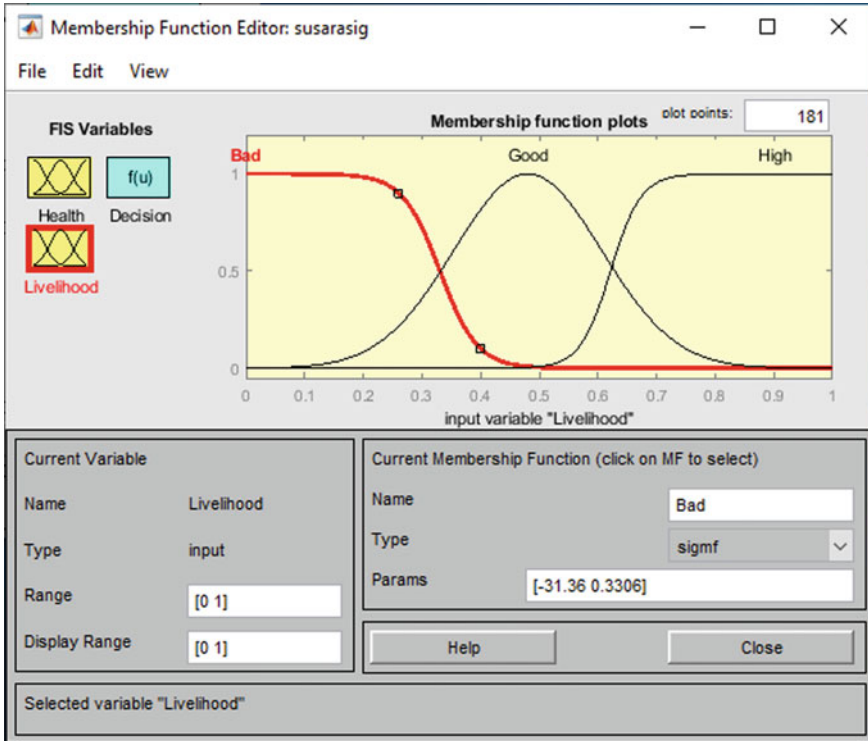 Membership Function Editor: susarasig
File Edit View
FIS Variables
f(u)
Health Decision
Livelihood
Membership function plots
plot points:
181
Bad Good High
1
0.5
0
0 0.1 0.2 0.3 0.4 0.5 0.6 0.7 0.8 0.9 1
input variable "Livelihood"
Current Variable
Name Livelihood
Type input
Range [0 1]
Display Range [0 1]
Current Membership Function (click on MF to select)
Name Bad
Type sigmf
Params [-31.36 0.3306]
Help Close
Selected variable "Livelihood"